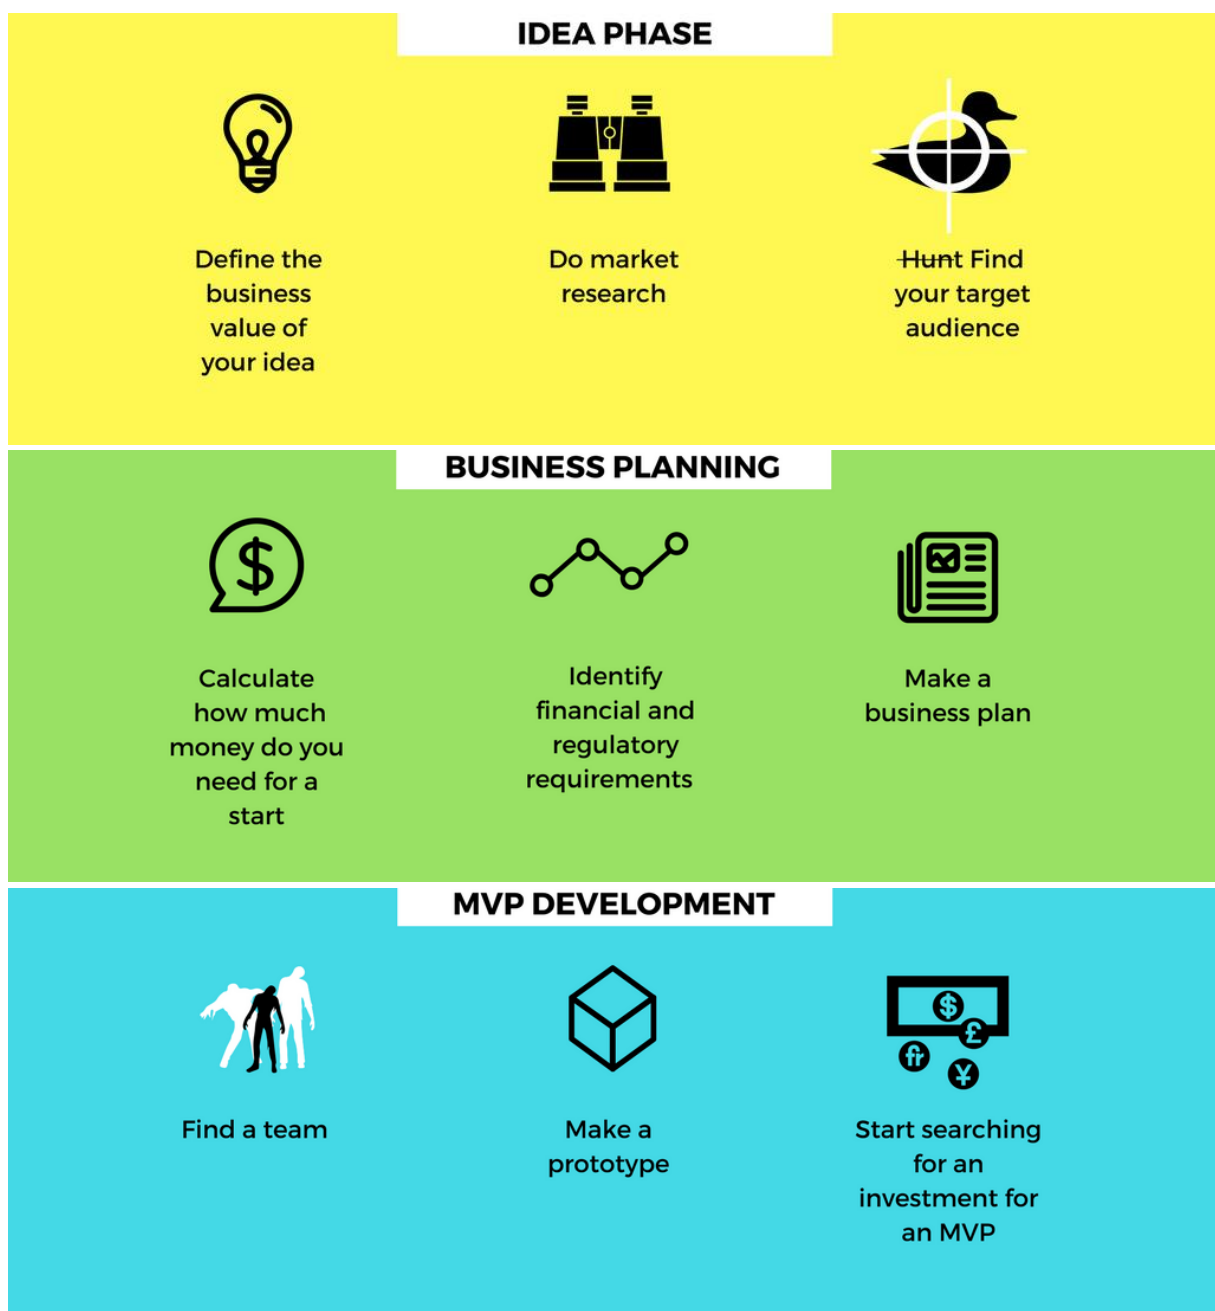 IDEA PHASE
Define the
business
value of
your idea
Do market
research
Hunt Find
your target
audience
BUSINESS PLANNING
$
Calculate
how much
money do you
need for a
start
Identify
financial and
regulatory
requirements
Make a
business plan
MVP DEVELOPMENT
Find a team
Make a
prototype
$
£
fr
¥
Start searching
for an
investment for
an MVP